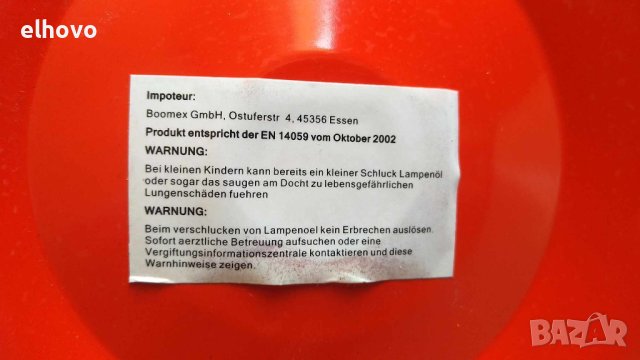 elhovo
Impoteur:
Boomex GmbH, Ostuferstr 4, 45356 Essen
Produkt entspricht der EN 14059 vom Oktober 2002
WARNUNG:
Bei kleinen Kindern kann bereits ein kleiner Schluck Lampenöl
oder sogar das saugen am Docht zu lebensgefährlichen
Lungenschäden fuehren
WARNUNG:
Beim verschlucken von Lampenoel kein Erbrechen auslösen.
Sofort aerztliche Betreuung aufsuchen oder eine
Vergiftungsinformationszentrale kontaktieren und diese
Warnhinweise zeigen.
BAZAR